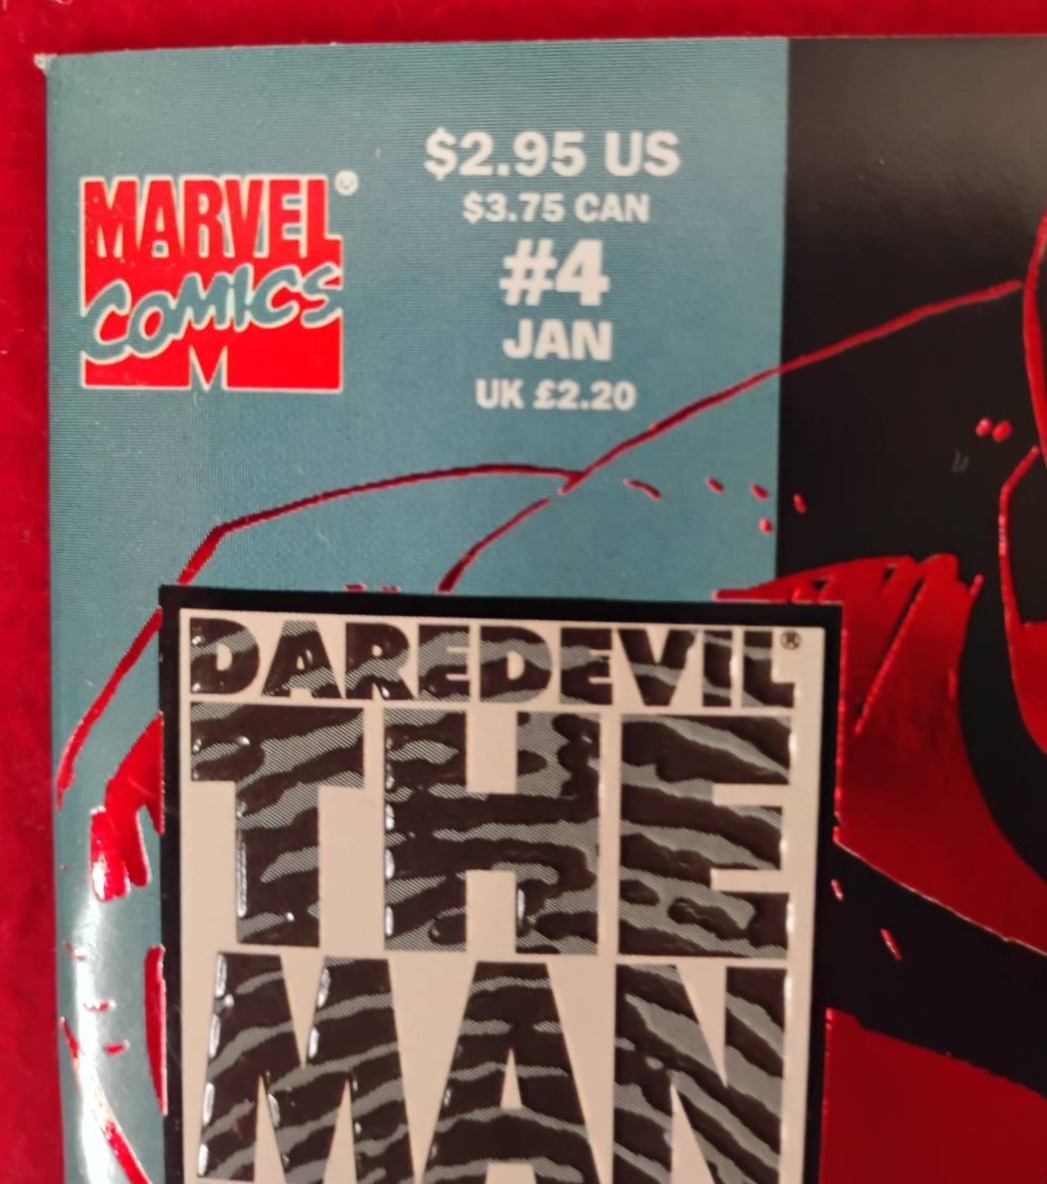 MARVEL®
COMICS
M
$2.95 US
$3.75 CAN
#4
JAN
UK £2.20
DAREDEVIL®
THE
MAN